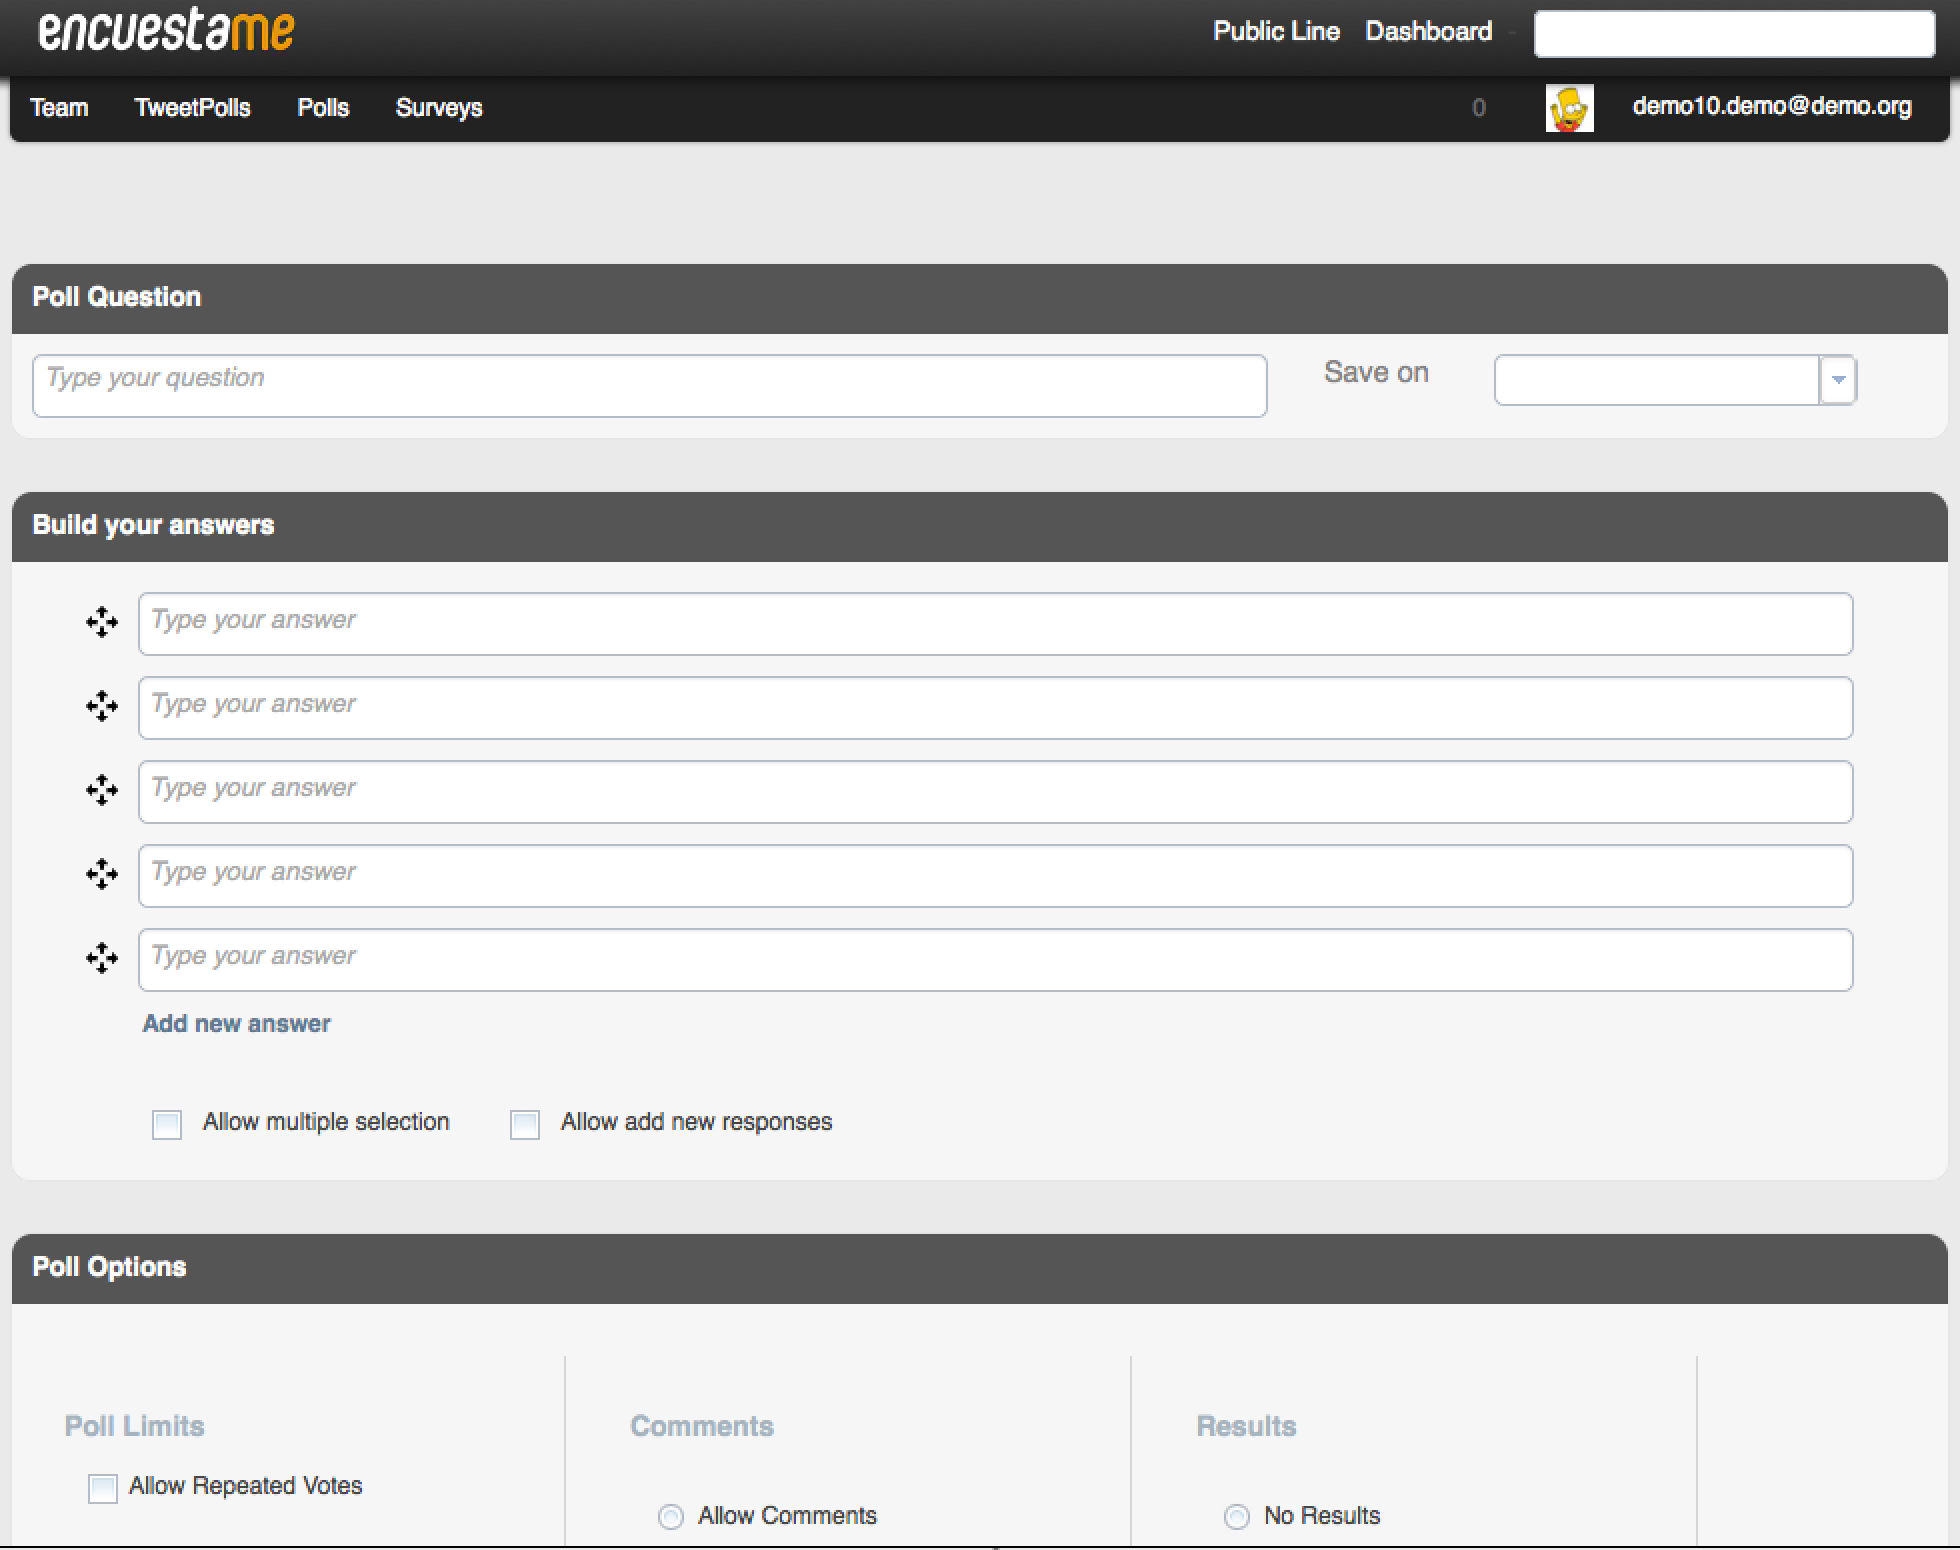 encuestame
Public Line Dashboard -
Team TweetPolls Polls Surveys 0 demo10.demo@demo.org
Poll Question
Type your question Save on
Build your answers
Type your answer
Type your answer
Type your answer
Type your answer
Type your answer
Add new answer
Allow multiple selection Allow add new responses
Poll Options
Poll Limits Comments Results
Allow Repeated Votes
Allow Comments No Results